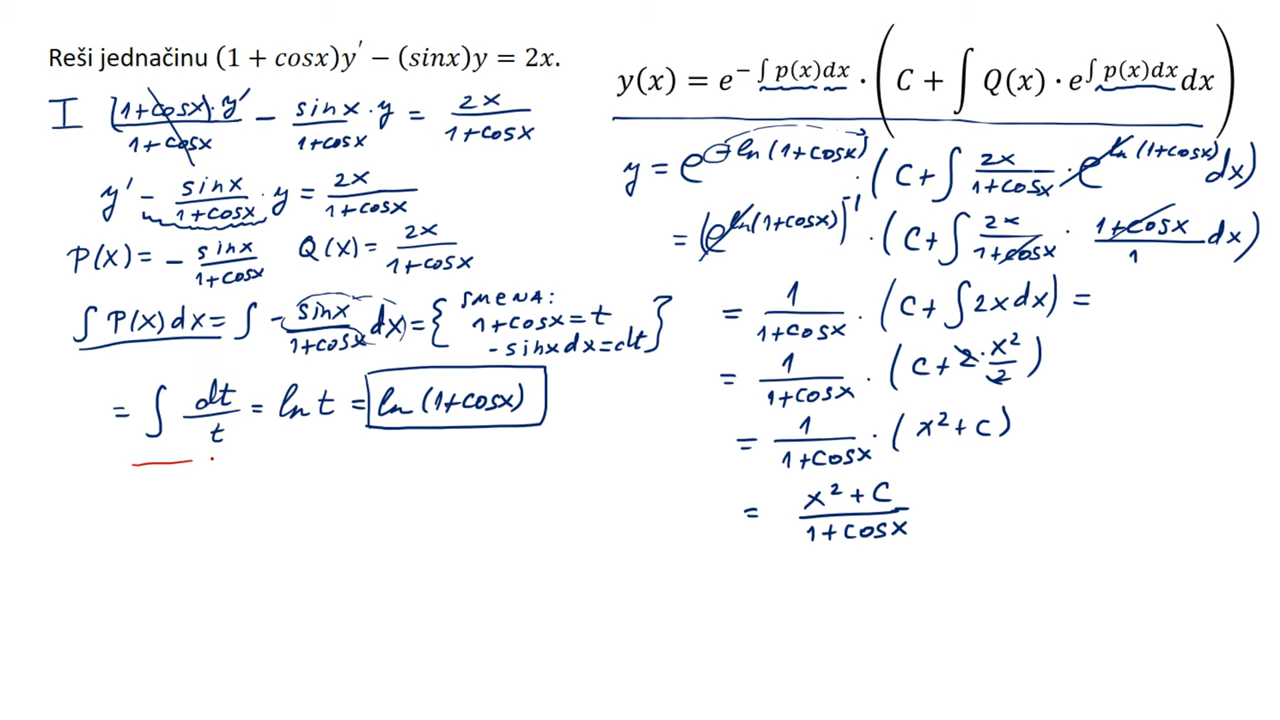 Reši jednačinu (1 + cosx)y′ − (sinx)y = 2x.
I (1+cosx)·y′/1+cosx − sinx/1+cosx · y = 2x/1+cosx
y′ − sinx/1+cosx · y = 2x/1+cosx
P(x) = − sinx/1+cosx Q(x) = 2x/1+cosx
∫ P(x)dx = ∫ − sinx/1+cosx dx = { SMENA: 1+cosx = t −sinxdx = dt }
= ∫ dt/t = ln t = ln (1+cosx)
y(x) = e^(− ∫ p(x)dx) · ( C + ∫ Q(x) · e^(∫ p(x)dx) dx )
y = e^(−ln(1+cosx)) · ( C + ∫ 2x/1+cosx · e^(ln(1+cosx)) dx )
= (e^(ln(1+cosx)))^(−1) · ( C + ∫ 2x/1+cosx · 1+cosx/1 dx )
= 1/1+cosx · ( C + ∫ 2xdx ) =
= 1/1+cosx · ( C + 2 · x²/2 )
= 1/1+cosx · ( x² + C )
= x² + C/1+cosx